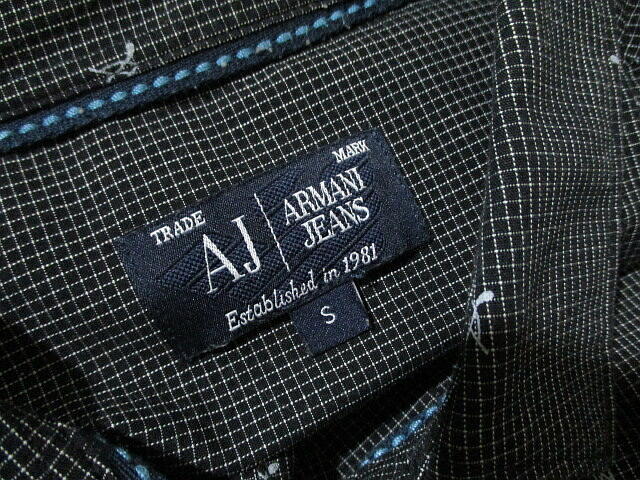 TRADE MARK
AJ ARMANI
JEANS
Established in 1981
S